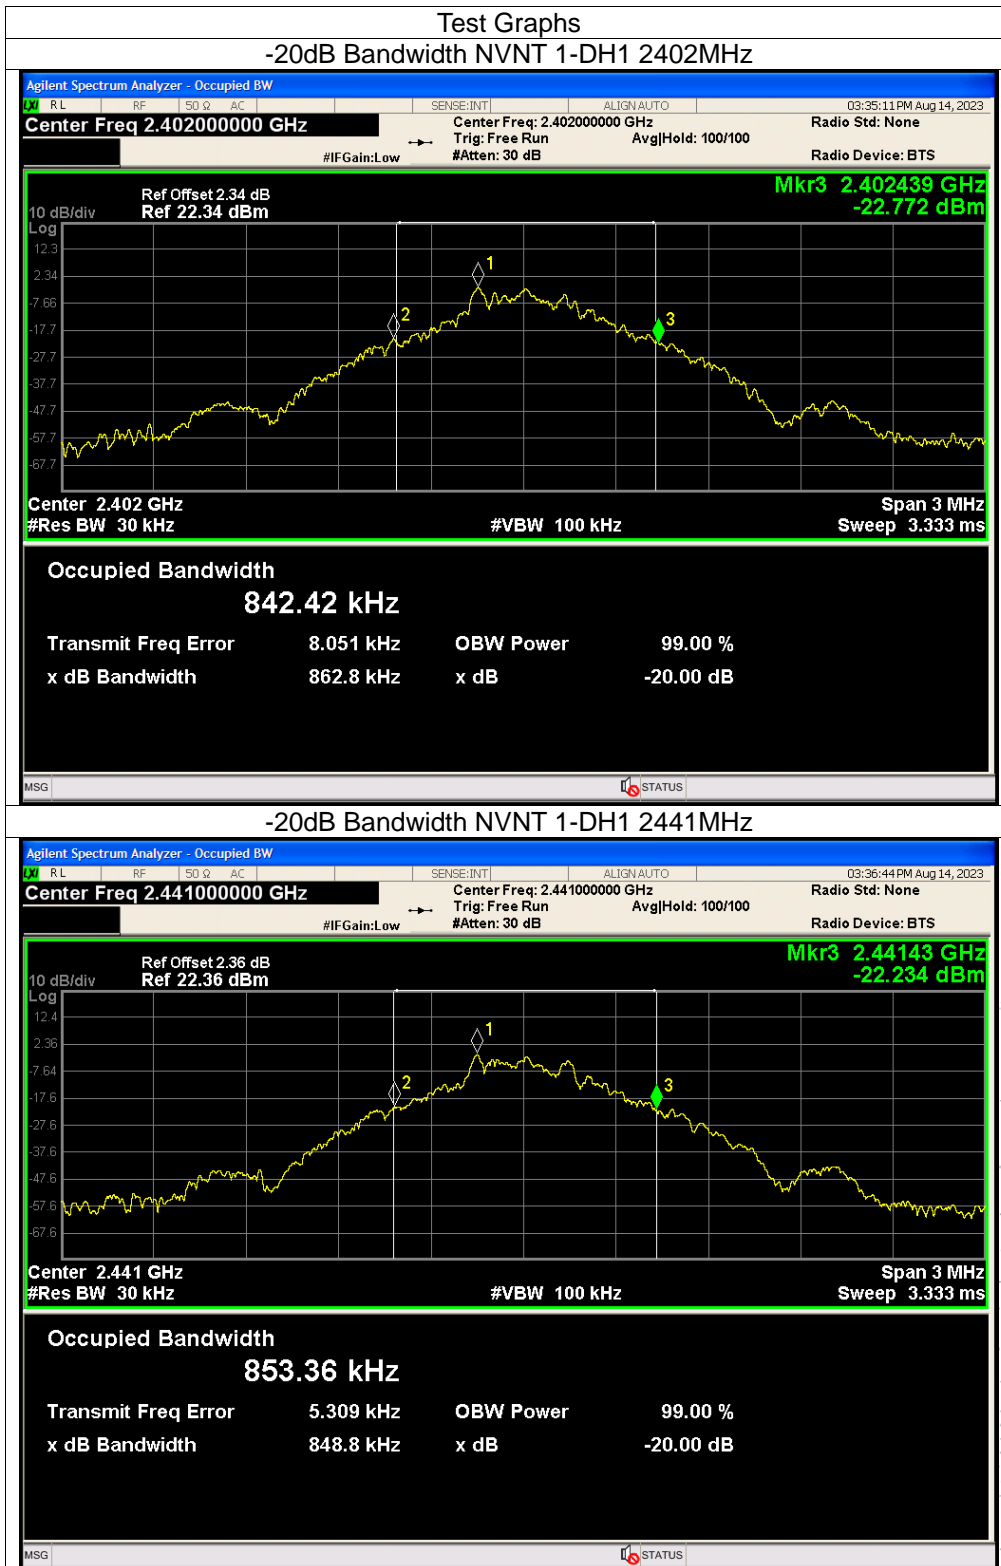 Test Graphs
-20dB Bandwidth NVNT 1-DH1 2402MHz
Agilent Spectrum Analyzer - Occupied BW
LXI RL RF 50 Ω AC SENSE:INT ALIGN AUTO 03:35:11 PM Aug 14, 2023
Center Freq 2.402000000 GHz Center Freq: 2.402000000 GHz Radio Std: None
Trig: Free Run Avg|Hold: 100/100
#IFGain:Low #Atten: 30 dB Radio Device: BTS
Mkr3 2.402439 GHz
-22.772 dBm
Ref Offset 2.34 dB
10 dB/div Ref 22.34 dBm
Log
12.3
1
2.34
-7.66
2
3
-17.7
-27.7
-37.7
-47.7
-57.7
-67.7
Center 2.402 GHz Span 3 MHz
#Res BW 30 kHz #VBW 100 kHz Sweep 3.333 ms
Occupied Bandwidth
842.42 kHz
Transmit Freq Error 8.051 kHz OBW Power 99.00 %
x dB Bandwidth 862.8 kHz x dB -20.00 dB
MSG STATUS
-20dB Bandwidth NVNT 1-DH1 2441MHz
Agilent Spectrum Analyzer - Occupied BW
LXI RL RF 50 Ω AC SENSE:INT ALIGN AUTO 03:36:44 PM Aug 14, 2023
Center Freq 2.441000000 GHz Center Freq: 2.441000000 GHz Radio Std: None
Trig: Free Run Avg|Hold: 100/100
#IFGain:Low #Atten: 30 dB Radio Device: BTS
Mkr3 2.44143 GHz
-22.234 dBm
Ref Offset 2.36 dB
10 dB/div Ref 22.36 dBm
Log
12.4
1
2.36
-7.64
2
3
-17.6
-27.6
-37.6
-47.6
-57.6
-67.6
Center 2.441 GHz Span 3 MHz
#Res BW 30 kHz #VBW 100 kHz Sweep 3.333 ms
Occupied Bandwidth
853.36 kHz
Transmit Freq Error 5.309 kHz OBW Power 99.00 %
x dB Bandwidth 848.8 kHz x dB -20.00 dB
MSG STATUS